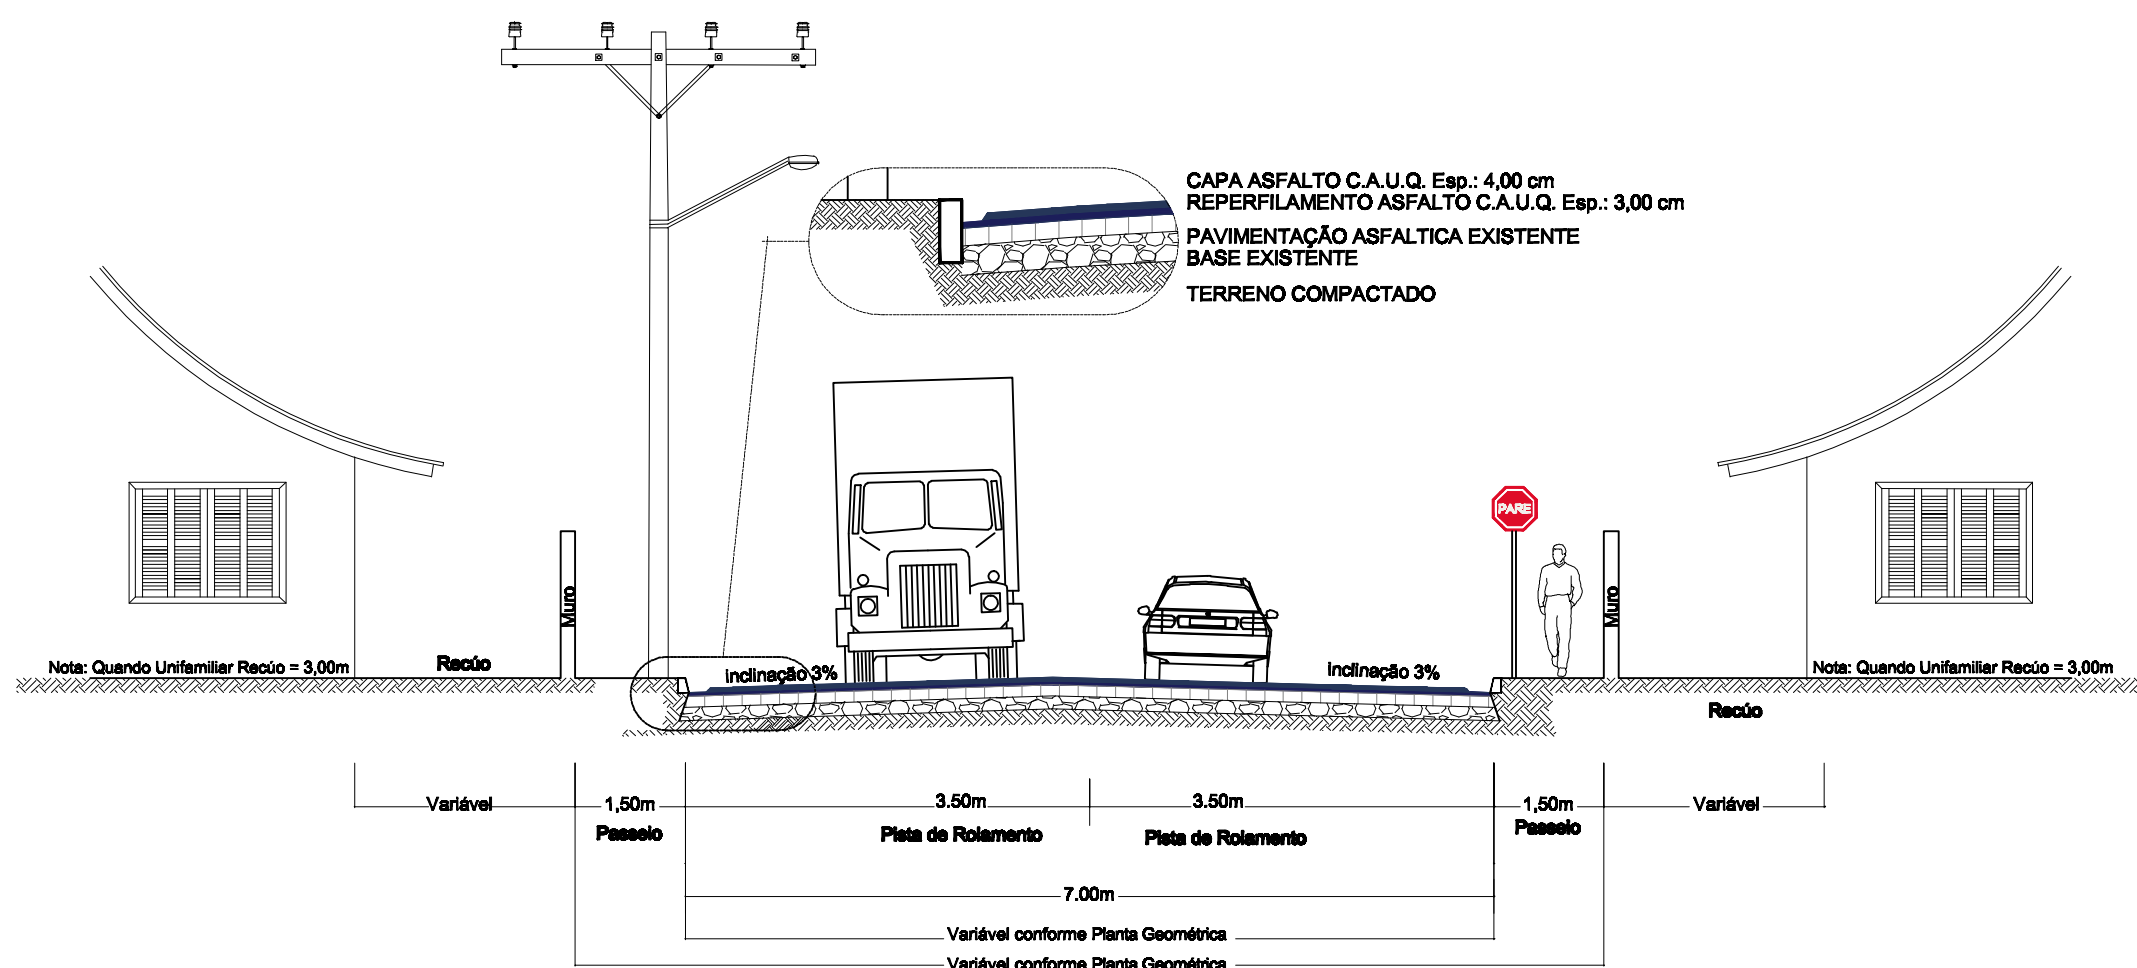 CAPA ASFALTO C.A.U.Q. Esp.: 4,00 cm
REPERFILAMENTO ASFALTO C.A.U.Q. Esp.: 3,00 cm
PAVIMENTAÇÃO ASFALTICA EXISTENTE
BASE EXISTENTE
TERRENO COMPACTADO
PARE
Muro
Muro
Nota: Quando Unifamiliar Recúo = 3,00m
Recúo
inclinação 3%
inclinação 3%
Nota: Quando Unifamiliar Recúo = 3,00m
Recúo
Variável
1,50m
3.50m
3.50m
1,50m
Variável
Passeio
Pista de Rolamento
Pista de Rolamento
Passeio
7.00m
Variável conforme Planta Geométrica
Variável conforme Planta Geométrica